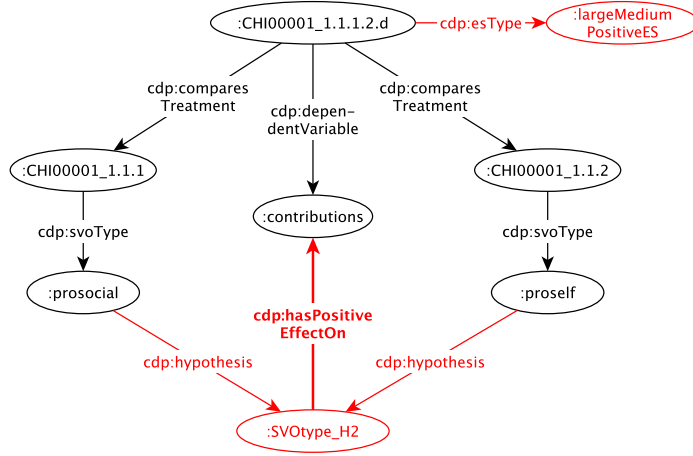 :CHI00001_1.1.1.2.d
cdp:esType
:largeMedium
PositiveES
cdp:compares
Treatment
cdp:depen-
dentVariable
cdp:compares
Treatment
:CHI00001_1.1.1
:contributions
:CHI00001_1.1.2
cdp:svoType
cdp:svoType
:prosocial
:proself
cdp:hasPositive
EffectOn
cdp:hypothesis
cdp:hypothesis
:SVOtype_H2